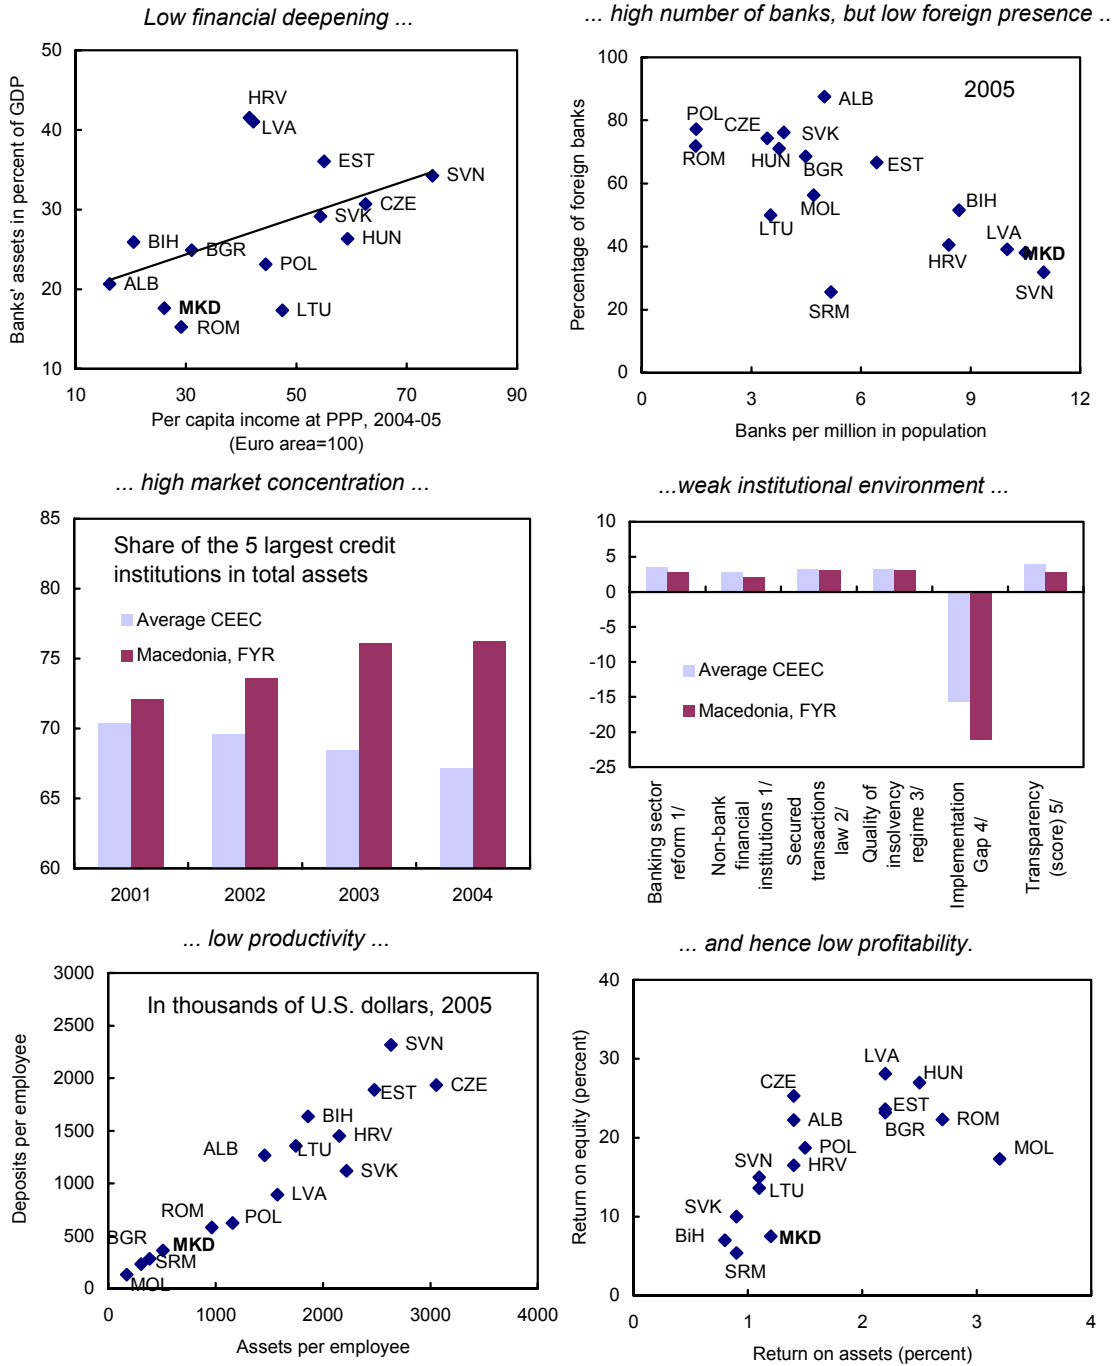 Low financial deepening ...
50
40
30
20
10
Banks' assets in percent of GDP
HRV
LVA
EST
SVN
CZE
SVK
HUN
BIH
BGR
POL
ALB
MKD
LTU
ROM
10 30 50 70 90
Per capita income at PPP, 2004-05
(Euro area=100)
... high number of banks, but low foreign presence ..
100
80
60
40
20
0
Percentage of foreign banks
2005
ALB
POL
CZE
SVK
ROM
HUN
BGR
EST
MOL
LTU
BIH
LVA
HRV
MKD
SVN
SRM
0 3 6 9 12
Banks per million in population
... high market concentration ...
85
80
75
70
65
60
Share of the 5 largest credit
institutions in total assets
Average CEEC
Macedonia, FYR
2001 2002 2003 2004
...weak institutional environment ...
10
5
0
-5
-10
-15
-20
-25
Average CEEC
Macedonia, FYR
Banking sector
reform 1/
Non-bank
financial
institutions 1/
Secured
transactions
law 2/
Quality of
insolvency
regime 3/
Implementation
Gap 4/
Transparency
(score) 5/
... low productivity ...
3000
2500
2000
1500
1000
500
0
Deposits per employee
In thousands of U.S. dollars, 2005
SVN
CZE
EST
BIH
HRV
LTU
ALB
SVK
LVA
ROM
POL
BGR
MKD
SRM
MOL
0 1000 2000 3000 4000
Assets per employee
... and hence low profitability.
40
30
20
10
0
Return on equity (percent)
LVA
HUN
CZE
EST
ALB
BGR
ROM
POL
MOL
SVN
HRV
LTU
SVK
BiH
MKD
SRM
0 1 2 3 4
Return on assets (percent)